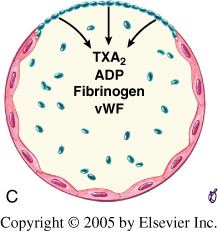 TXA₂
ADP
Fibrinogen
vWF
C
Copyright © 2005 by Elsevier Inc.